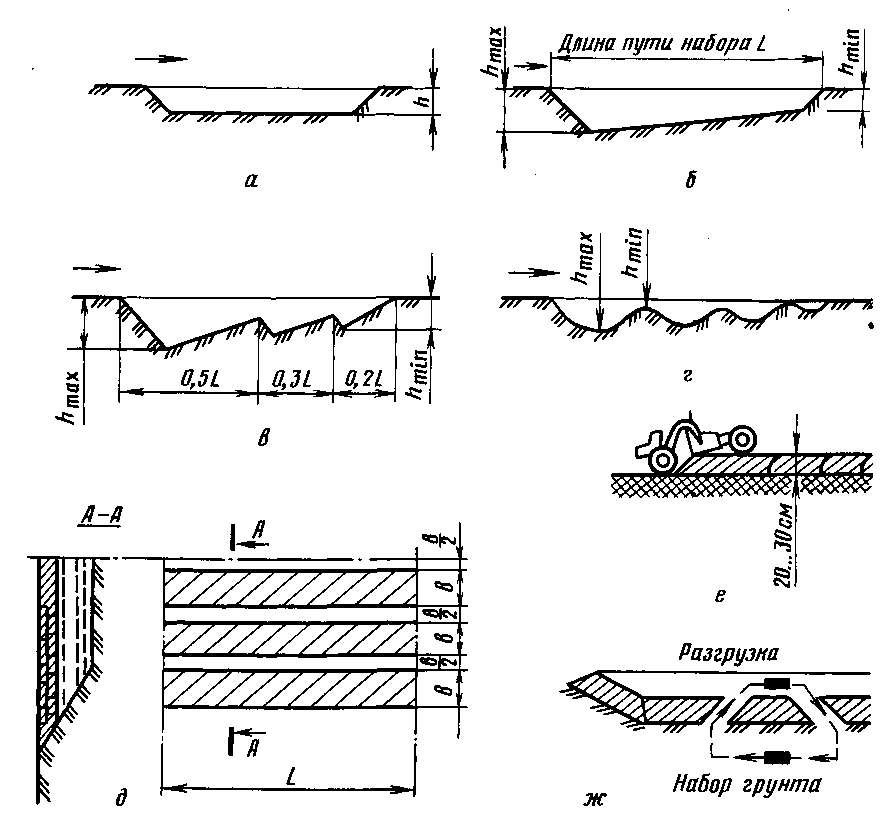 h
а
h max
Длина пути набора L
h min
б
h max
0,5L
0,3L
0,2L
h min
в
h max
h min
г
20...30см
е
А-А
А
А
в/2
в
в/2
в
в/2
в
L
д
Разгрузка
Набор грунта
ж